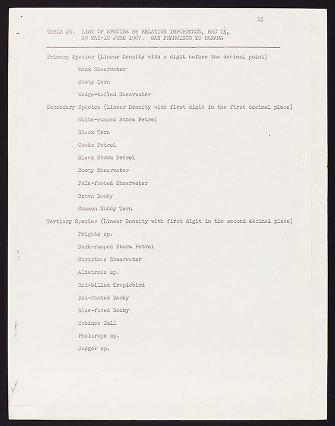 15
TABLE #2. LIST OF SPECIES BY RELATIVE IMPORTANCE, EAC 13,
29 MAY-12 JUNE 1967. SAN FRANCISCO TO PANAMA
Primary Species (Linear Density with a digit before the decimal point)
Manx Shearwater
Sooty Tern
Wedge-tailed Shearwater
Secondary Species (Linear Density with first digit in the first decimal place)
White-rumped Storm Petrel
Black Tern
Cooks Petrel
Black Storm Petrel
Sooty Shearwater
Pale-footed Shearwater
Brown Booby
Common Noddy Tern
Tertiary Species (Linear Density with first digit in the second decimal place)
Frigate sp.
Dark-rumped Storm Petrel
Christmas Shearwater
Albatross sp.
Red-billed Tropicbird
Red-footed Booby
Blue-faced Booby
Sabines Gull
Phalarope sp.
Jaeger sp.